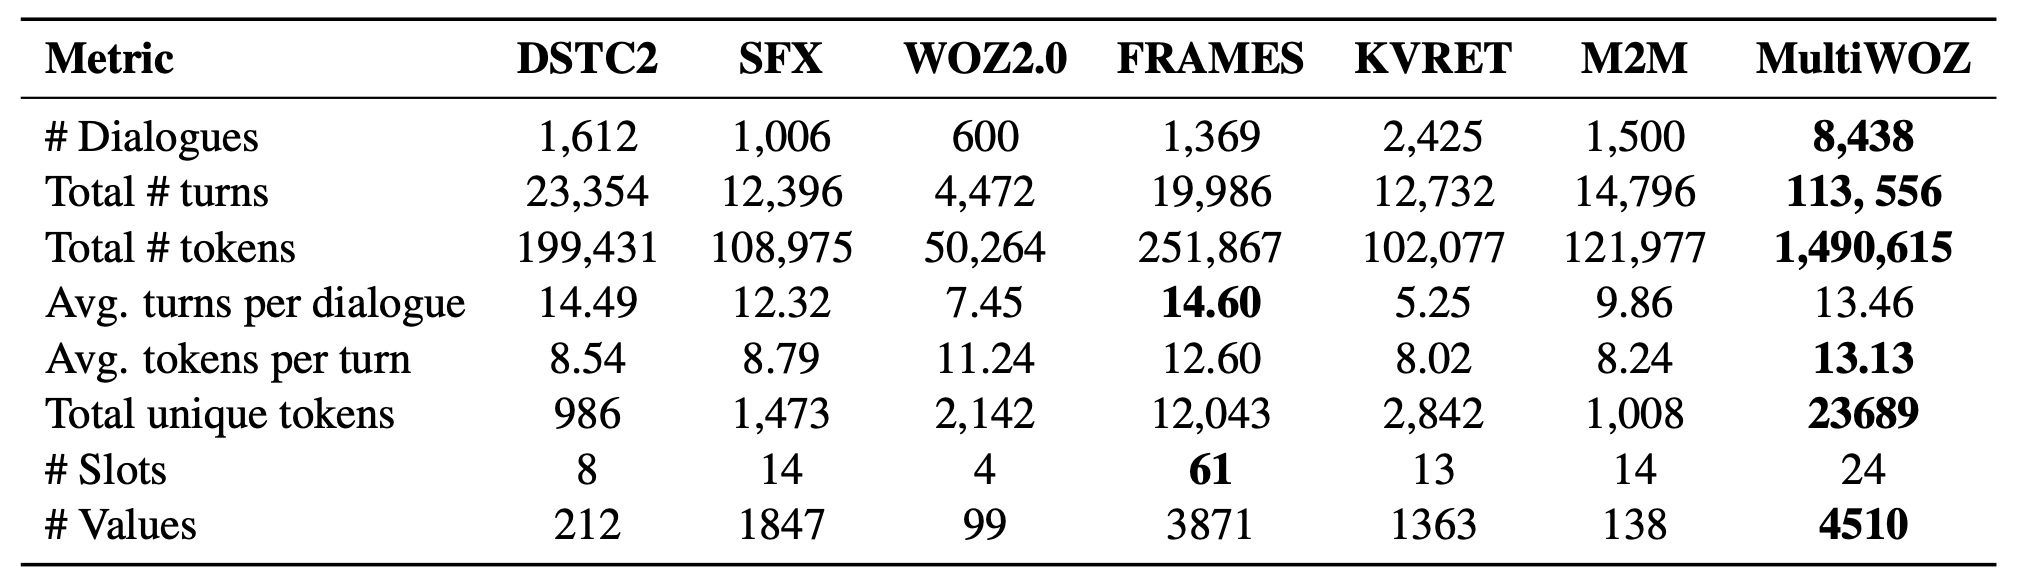 Metric DSTC2 SFX WOZ2.0 FRAMES KVRET M2M MultiWOZ
# Dialogues 1,612 1,006 600 1,369 2,425 1,500 8,438
Total # turns 23,354 12,396 4,472 19,986 12,732 14,796 113, 556
Total # tokens 199,431 108,975 50,264 251,867 102,077 121,977 1,490,615
Avg. turns per dialogue 14.49 12.32 7.45 14.60 5.25 9.86 13.46
Avg. tokens per turn 8.54 8.79 11.24 12.60 8.02 8.24 13.13
Total unique tokens 986 1,473 2,142 12,043 2,842 1,008 23689
# Slots 8 14 4 61 13 14 24
# Values 212 1847 99 3871 1363 138 4510